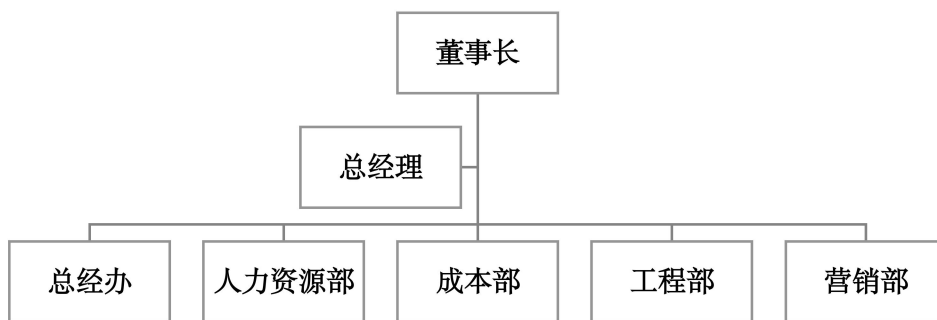 董事长
总经理
总经办
人力资源部
成本部
工程部
营销部